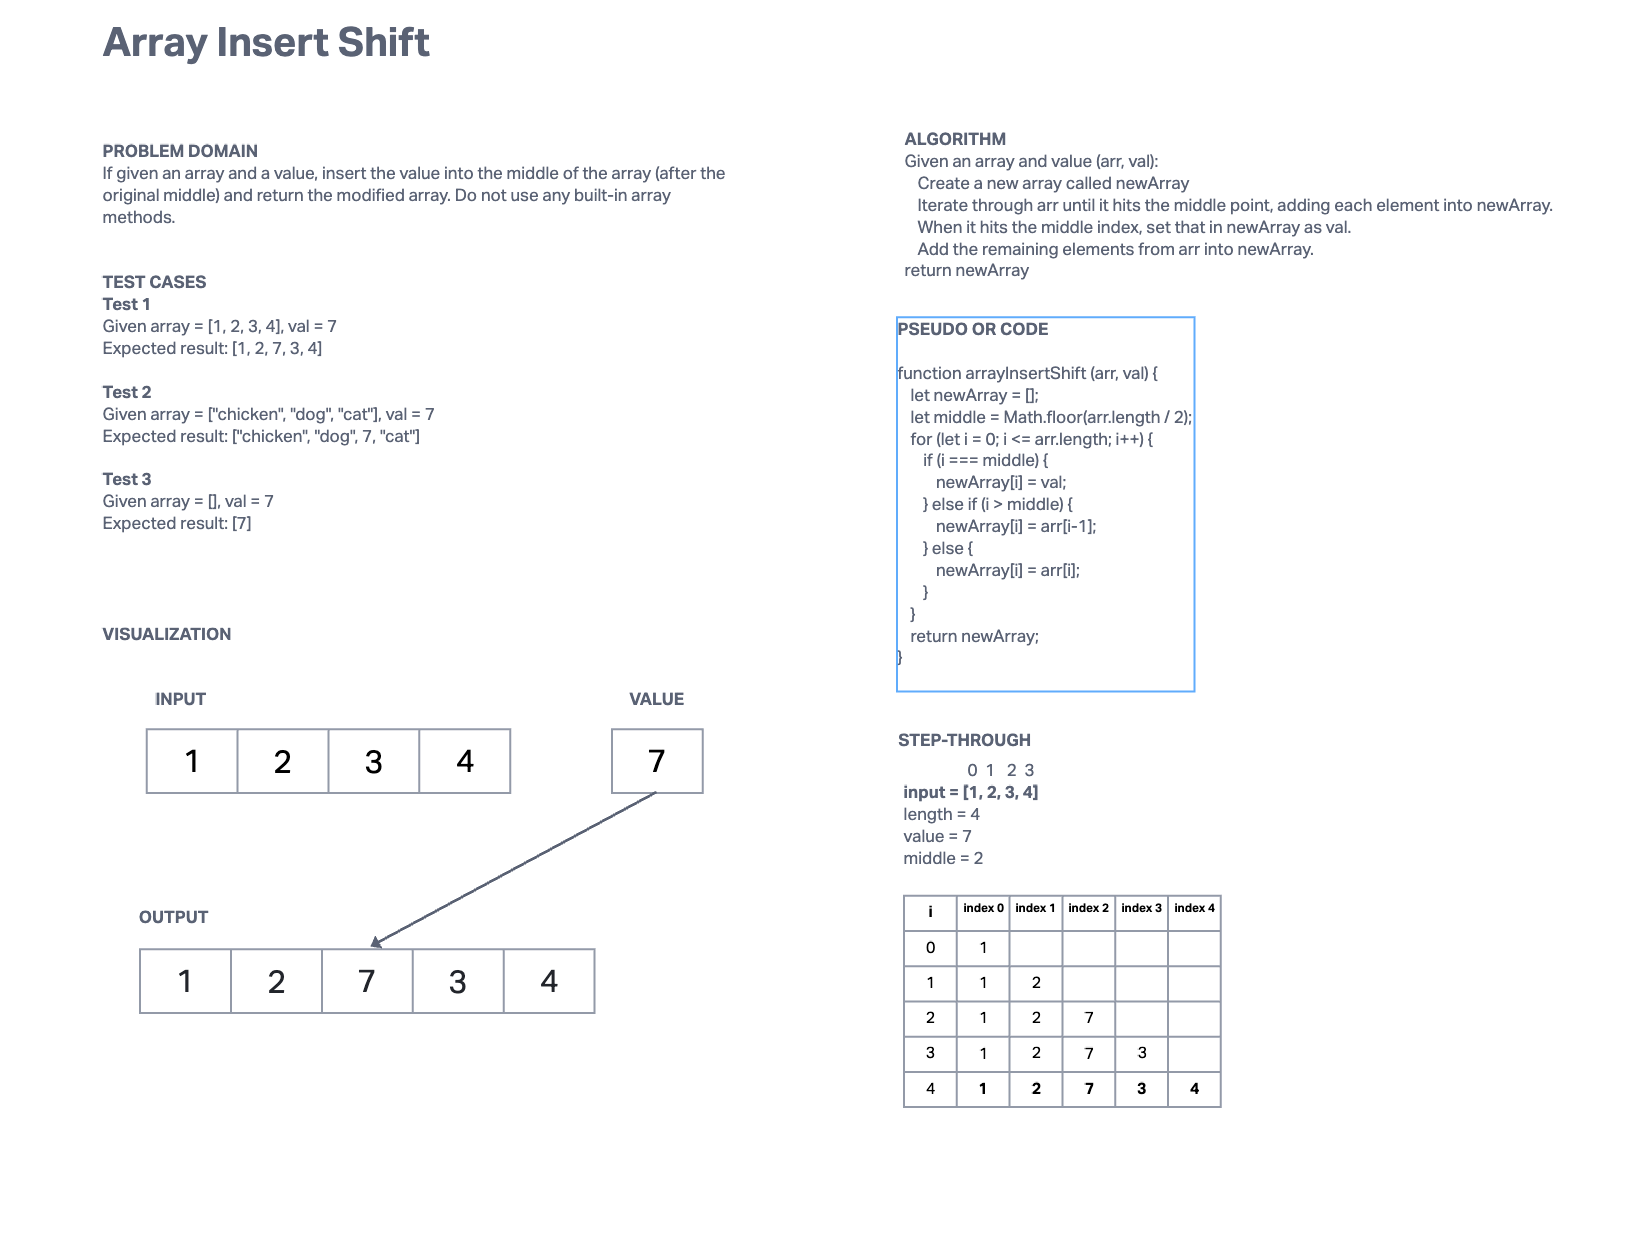 Array Insert Shift
PROBLEM DOMAIN
If given an array and a value, insert the value into the middle of the array (after the
original middle) and return the modified array. Do not use any built-in array
methods.
TEST CASES
Test 1
Given array = [1, 2, 3, 4], val = 7
Expected result: [1, 2, 7, 3, 4]
Test 2
Given array = ["chicken", "dog", "cat"], val = 7
Expected result: ["chicken", "dog", 7, "cat"]
Test 3
Given array = [], val = 7
Expected result: [7]
VISUALIZATION
INPUT VALUE
1 2 3 4 7
OUTPUT
1 2 7 3 4
ALGORITHM
Given an array and value (arr, val):
Create a new array called newArray
Iterate through arr until it hits the middle point, adding each element into newArray.
When it hits the middle index, set that in newArray as val.
Add the remaining elements from arr into newArray.
return newArray
PSEUDO OR CODE
function arrayInsertShift (arr, val) {
let newArray = [];
let middle = Math.floor(arr.length / 2);
for (let i = 0; i <= arr.length; i++) {
if (i === middle) {
newArray[i] = val;
} else if (i > middle) {
newArray[i] = arr[i-1];
} else {
newArray[i] = arr[i];
}
}
return newArray;
}
STEP-THROUGH
0 1 2 3
input = [1, 2, 3, 4]
length = 4
value = 7
middle = 2
i index 0 index 1 index 2 index 3 index 4
0 1
1 1 2
2 1 2 7
3 1 2 7 3
4 1 2 7 3 4